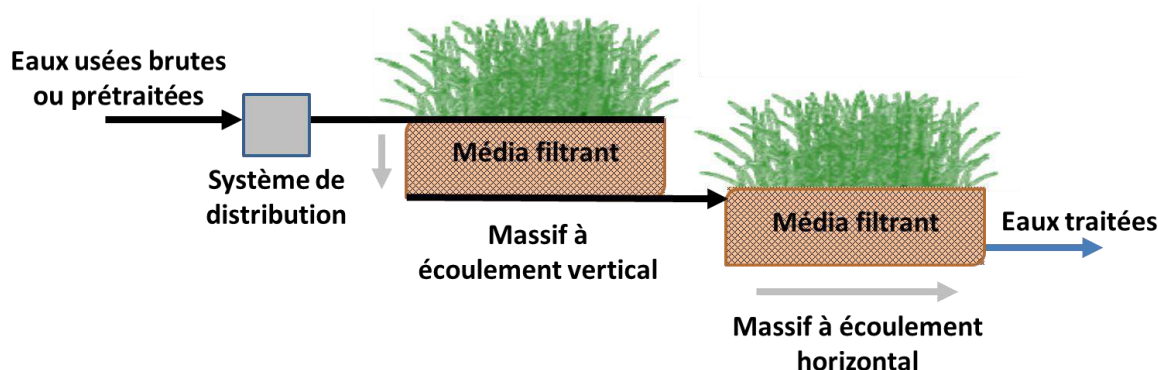 Eaux usées brutes
ou prétraitées
Système de
distribution
Média filtrant
Massif à
écoulement vertical
Média filtrant
Eaux traitées
Massif à écoulement
horizontal